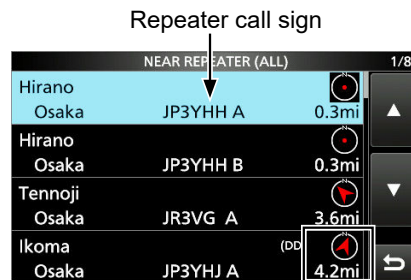 Repeater call sign
NEAR REPEATER (ALL) 1/8
Hirano
Osaka JP3YHH A 0.3mi
Hirano
Osaka JP3YHH B 0.3mi
Tennoji
Osaka JR3VG A 3.6mi
Ikoma (DD
Osaka JP3YHJ A 4.2mi